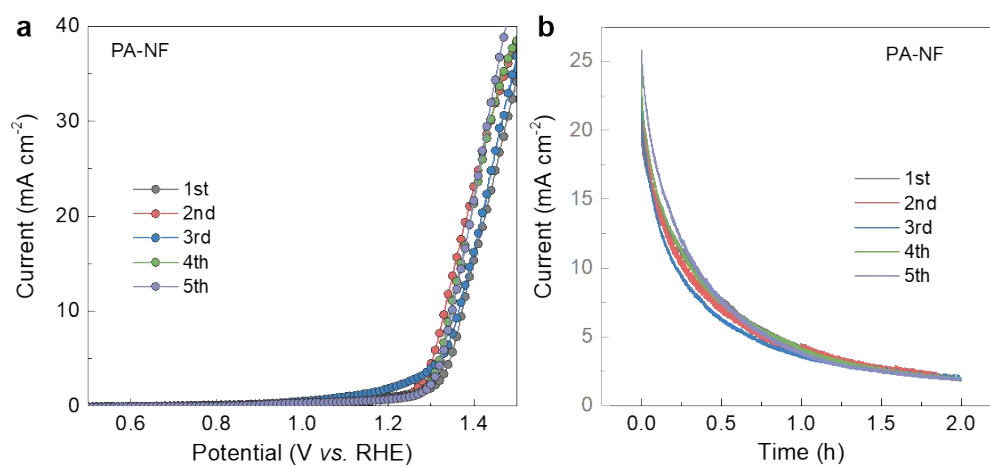 a
PA-NF
Current (mA cm⁻²)
40
30
20
10
0
1st
2nd
3rd
4th
5th
0.6 0.8 1.0 1.2 1.4
Potential (V vs. RHE)
b
PA-NF
Current (mA cm⁻²)
25
20
15
10
5
0
1st
2nd
3rd
4th
5th
0.0 0.5 1.0 1.5 2.0
Time (h)